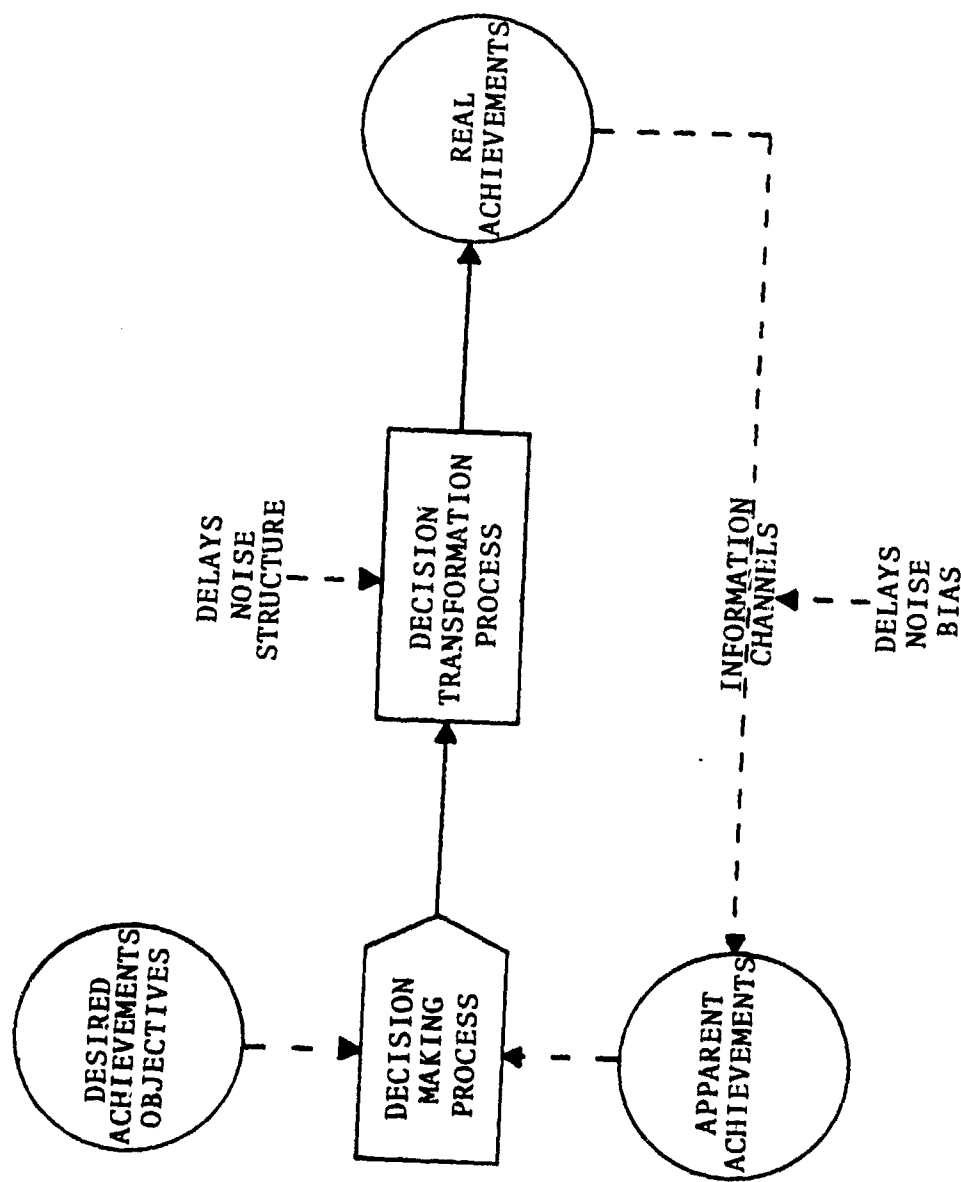 DESIRED
ACHIEVEMENTS
OBJECTIVES
DELAYS
NOISE
STRUCTURE
DECISION
MAKING
PROCESS
DECISION
TRANSFORMATION
PROCESS
REAL
ACHIEVEMENTS
APPARENT
ACHIEVEMENTS
INFORMATION
CHANNELS
DELAYS
NOISE
BIAS